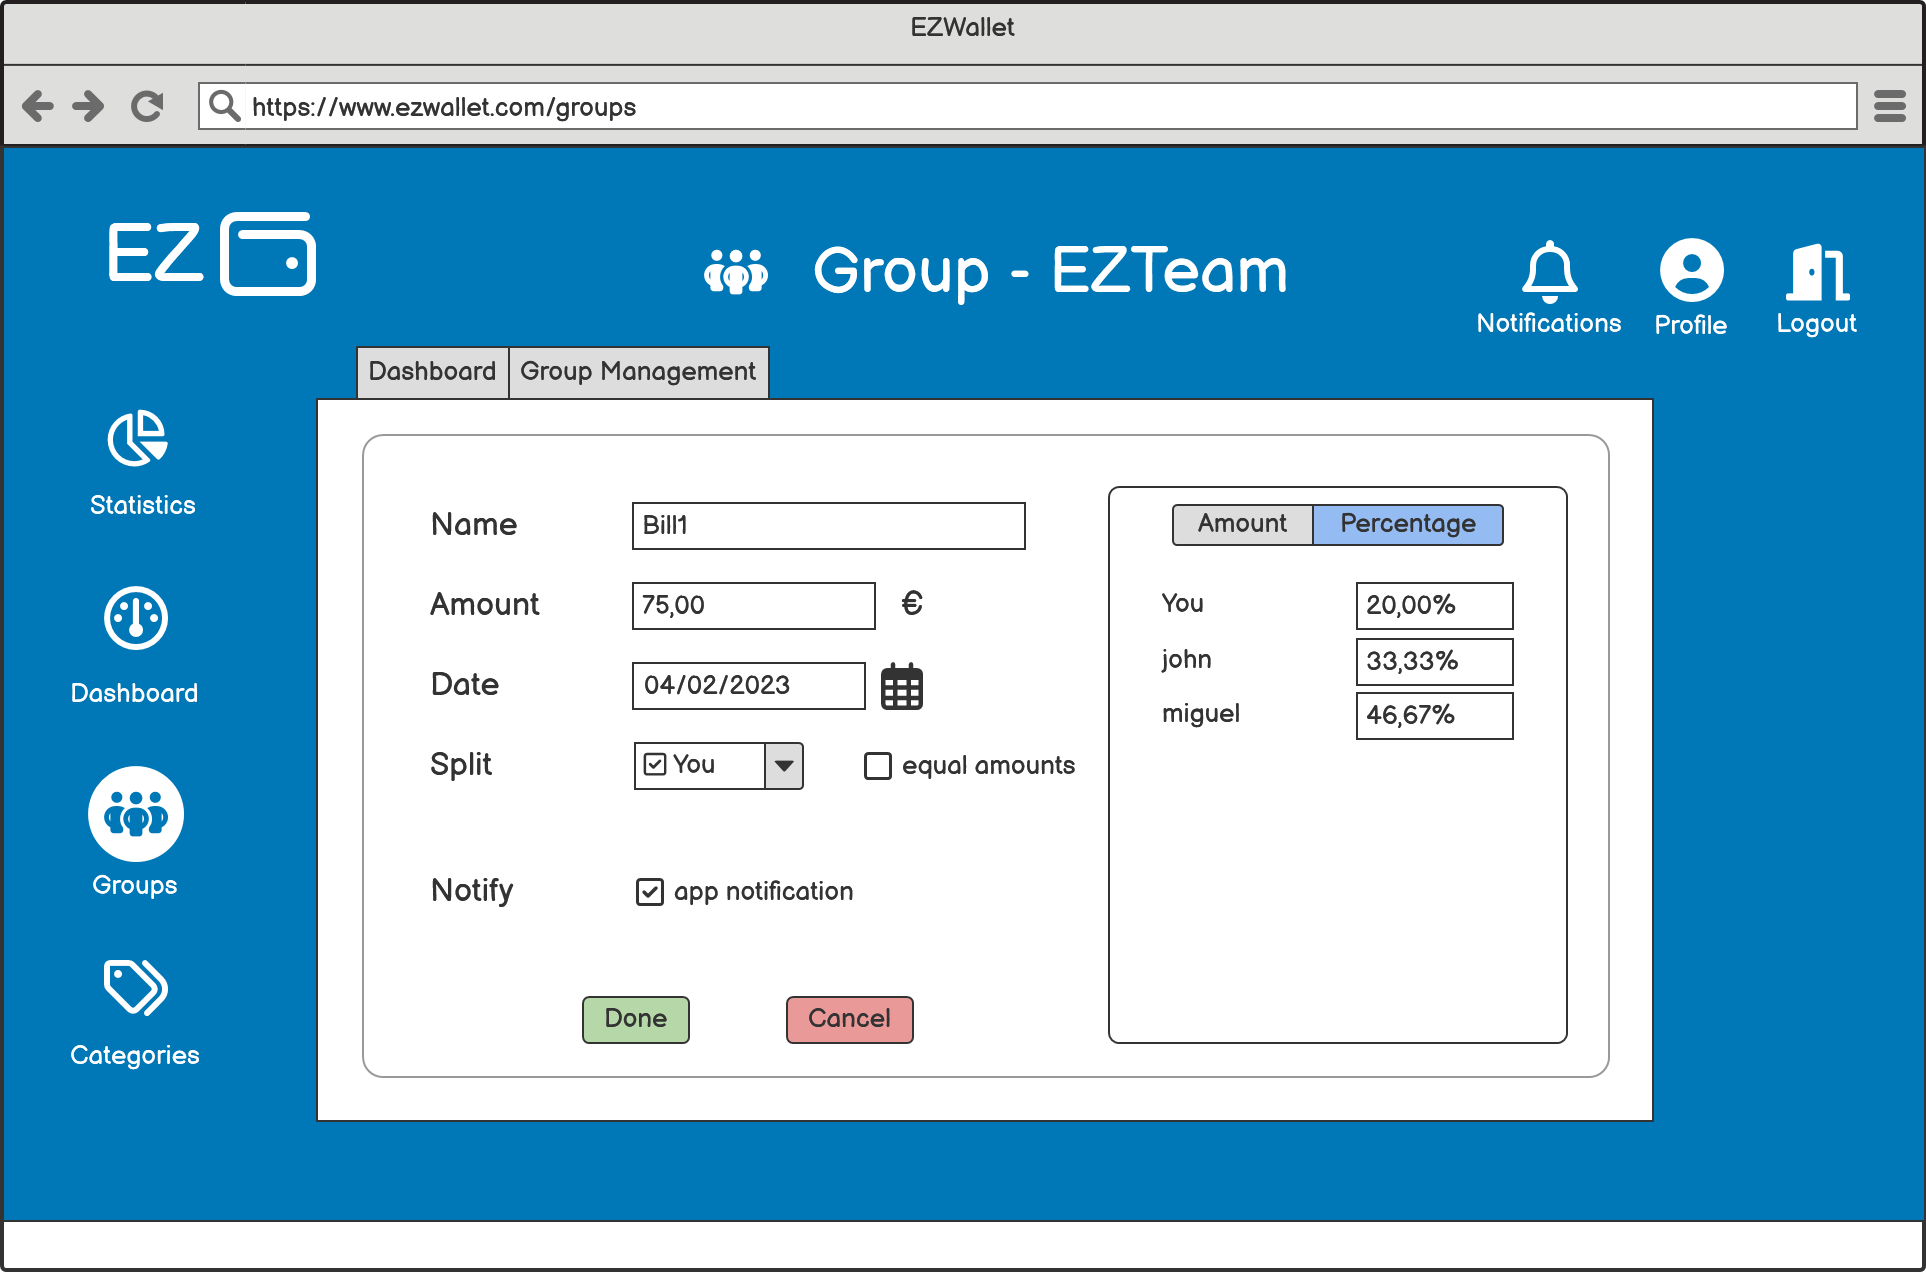 EZWallet
https://www.ezwallet.com/groups
EZ
Group - EZTeam
Notifications
Profile
Logout
Dashboard
Group Management
Statistics
Dashboard
Groups
Categories
Name
Bill1
Amount
75,00
€
Date
04/02/2023
Split
You
equal amounts
Notify
app notification
Done
Cancel
Amount
Percentage
You
20,00%
john
33,33%
miguel
46,67%